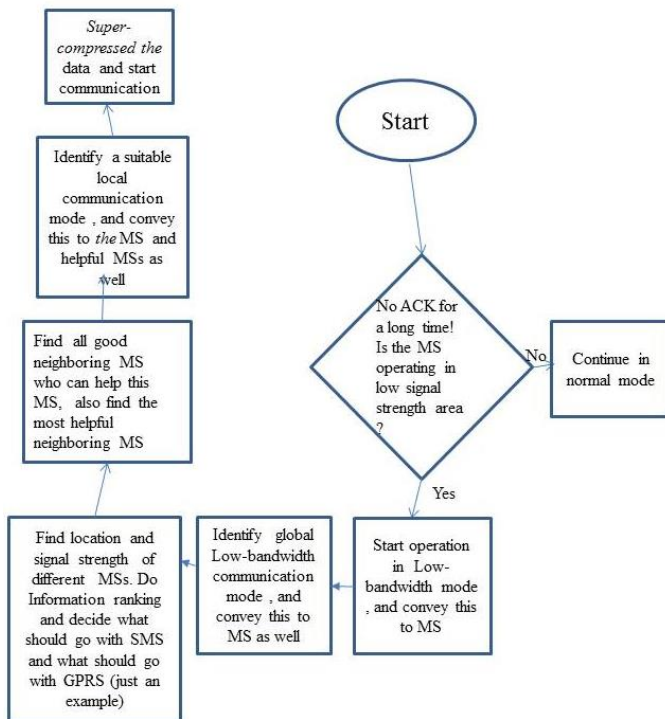 Start
No ACK for
a long time!
Is the MS
operating in
low signal
strength area
?
No
Continue in
normal mode
Yes
Start operation
in Low-
bandwidth mode
, and convey this
to MS
Identify global
Low-bandwidth
communication
mode , and
convey this to
MS as well
Find location and
signal strength of
different MSs. Do
Information ranking
and decide what
should go with SMS
and what should go
with GPRS (just an
example)
Find all good
neighboring MS
who can help this
MS, also find the
most helpful
neighboring MS
Identify a suitable
local
communication
mode , and convey
this to the MS and
helpful MSs as
well
Super-
compressed the
data and start
communication